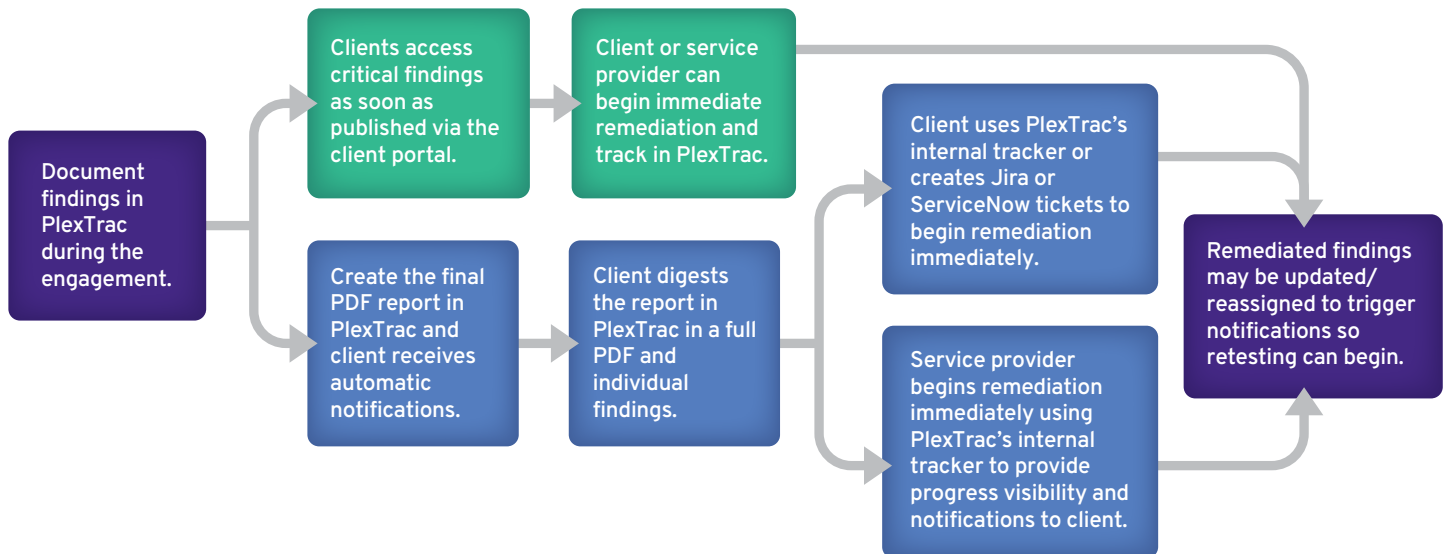 Document
findings in
PlexTrac
during the
engagement.
Clients access
critical findings
as soon as
published via the
client portal.
Client or service
provider can
begin immediate
remediation and
track in PlexTrac.
Create the final
PDF report in
PlexTrac and
client receives
automatic
notifications.
Client digests
the report in
PlexTrac in a full
PDF and
individual
findings.
Client uses PlexTrac’s
internal tracker or
creates Jira or
ServiceNow tickets to
begin remediation
immediately.
Service provider
begins remediation
immediately using
PlexTrac’s internal
tracker to provide
progress visibility and
notifications to client.
Remediated findings
may be updated/
reassigned to trigger
notifications so
retesting can begin.